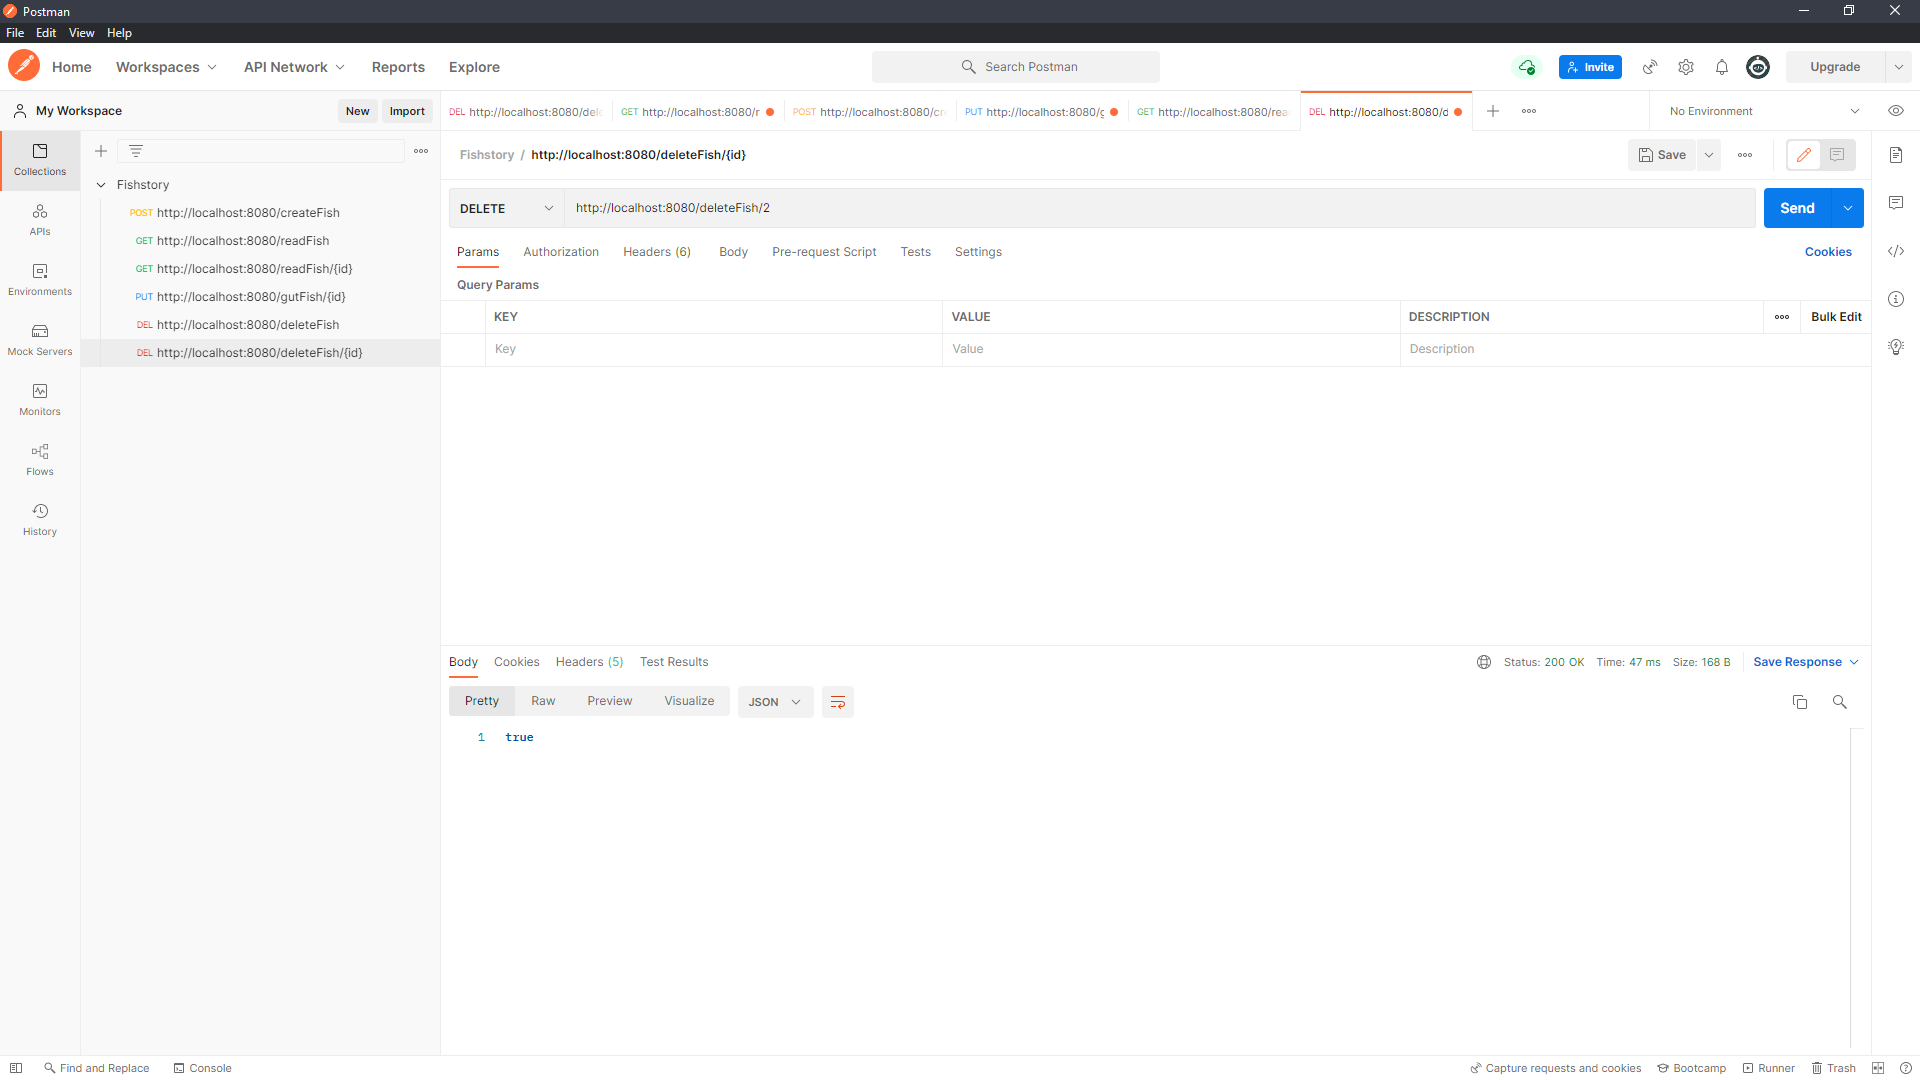 Postman
File Edit View Help
Home Workspaces API Network Reports Explore Search Postman Invite Upgrade
My Workspace New Import
DEL http://localhost:8080/dele GET http://localhost:8080/r POST http://localhost:8080/cr PUT http://localhost:8080/g GET http://localhost:8080/rea DEL http://localhost:8080/d No Environment
Collections
APIs
Environments
Mock Servers
Monitors
Flows
History
Fishstory
POST http://localhost:8080/createFish
GET http://localhost:8080/readFish
GET http://localhost:8080/readFish/{id}
PUT http://localhost:8080/gutFish/{id}
DEL http://localhost:8080/deleteFish
DEL http://localhost:8080/deleteFish/{id}
Fishstory / http://localhost:8080/deleteFish/{id} Save
DELETE http://localhost:8080/deleteFish/2 Send
Params Authorization Headers (6) Body Pre-request Script Tests Settings Cookies
Query Params
KEY VALUE DESCRIPTION Bulk Edit
Key Value Description
Body Cookies Headers (5) Test Results Status: 200 OK Time: 47 ms Size: 168 B Save Response
Pretty Raw Preview Visualize JSON
1 true
Find and Replace Console Capture requests and cookies Bootcamp Runner Trash